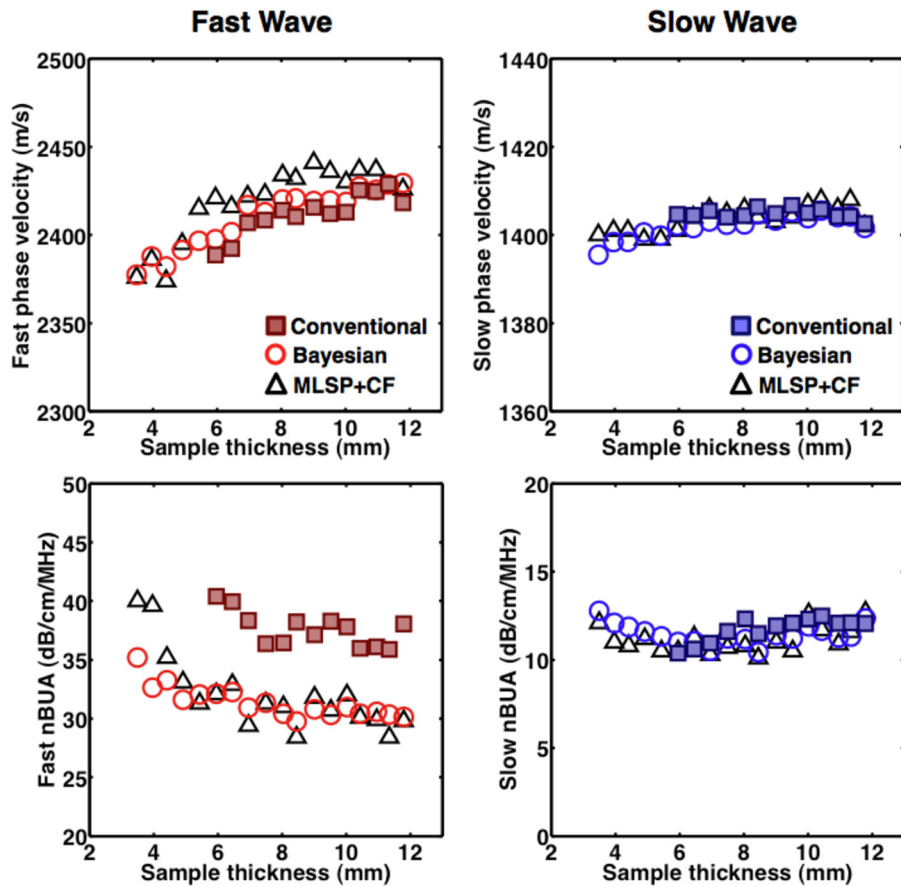 Fast Wave
Slow Wave
Fast phase velocity (m/s)
2500
2450
2400
2350
2300
Conventional
Bayesian
MLSP+CF
2 4 6 8 10 12
Sample thickness (mm)
Slow phase velocity (m/s)
1440
1420
1400
1380
1360
Conventional
Bayesian
MLSP+CF
2 4 6 8 10 12
Sample thickness (mm)
Fast nBUA (dB/cm/MHz)
50
45
40
35
30
25
20
2 4 6 8 10 12
Sample thickness (mm)
Slow nBUA (dB/cm/MHz)
20
15
10
5
0
2 4 6 8 10 12
Sample thickness (mm)